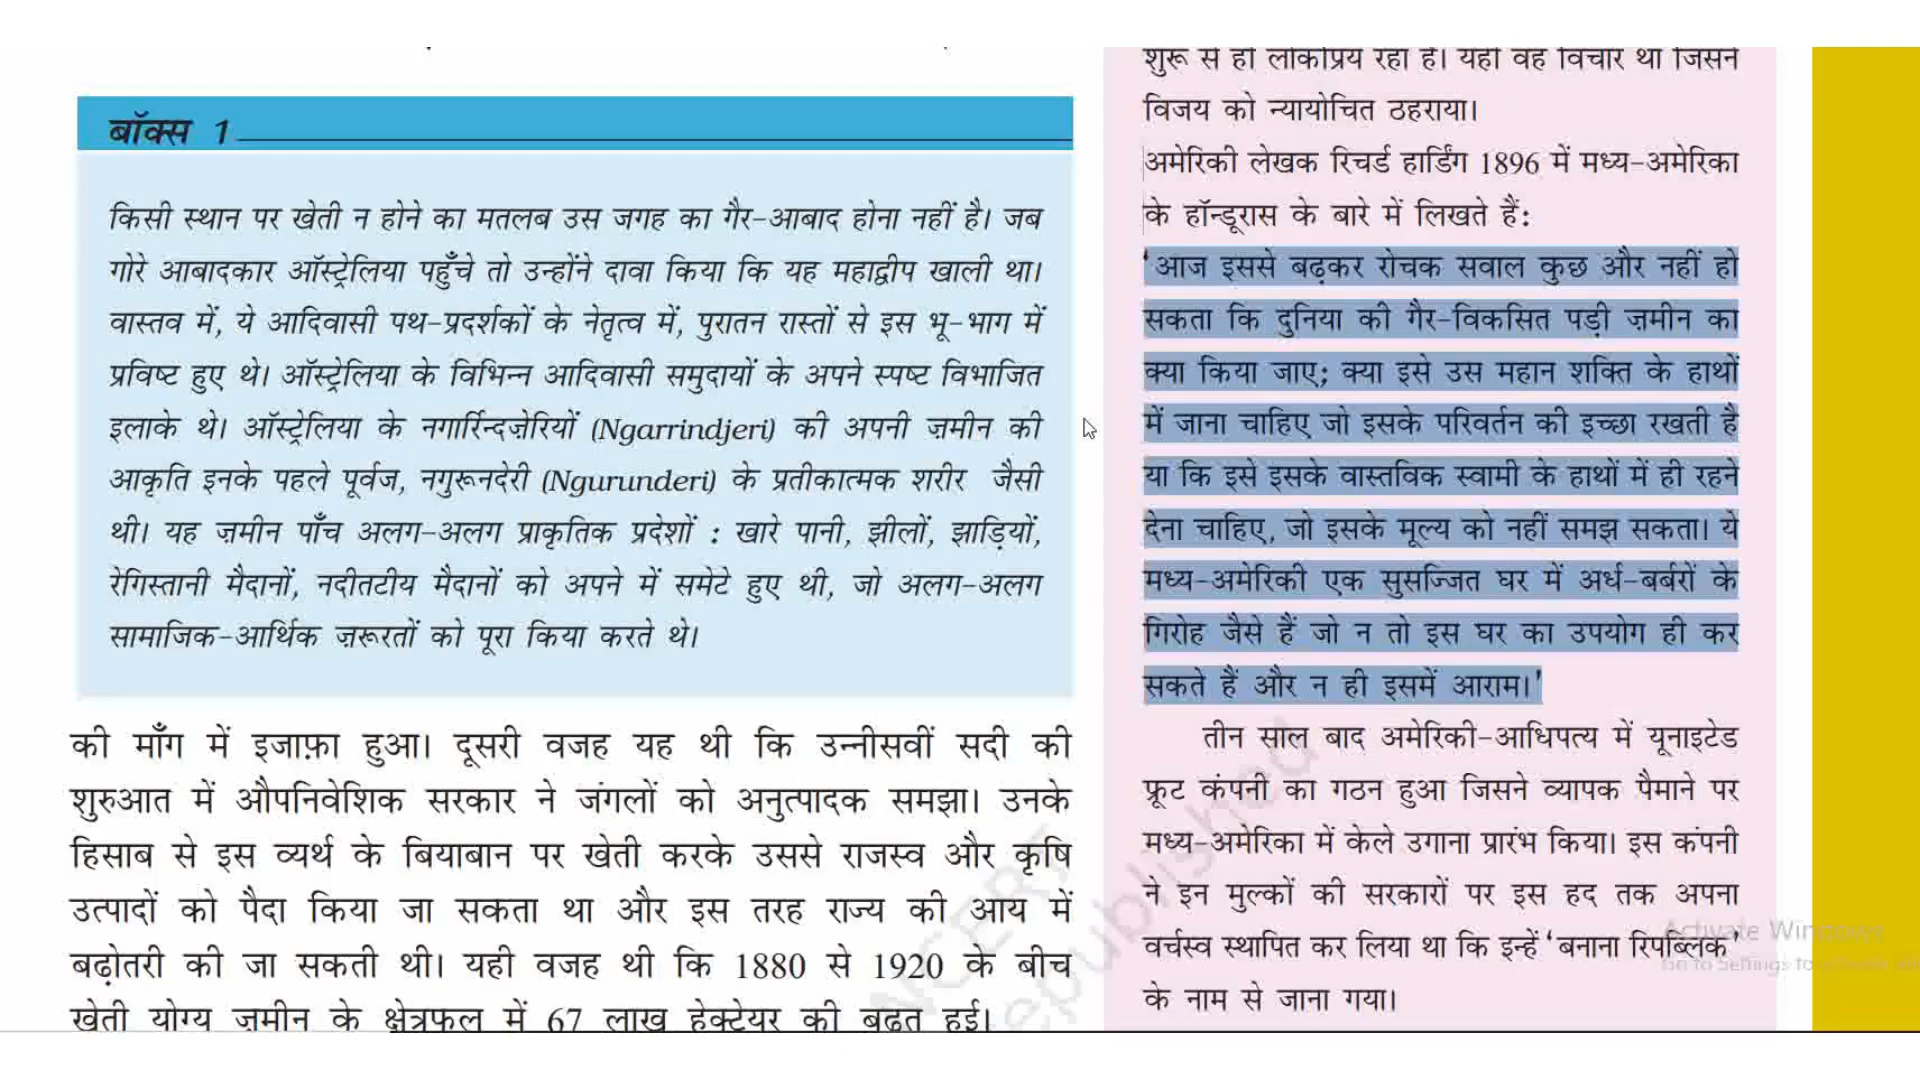 बॉक्स 1
किसी स्थान पर खेती न होने का मतलब उस जगह का गैर-आबाद होना नहीं है। जब
गोरे आबादकार ऑस्ट्रेलिया पहुँचे तो उन्होंने दावा किया कि यह महाद्वीप खाली था।
वास्तव में, ये आदिवासी पथ-प्रदर्शकों के नेतृत्व में, पुरातन रास्तों से इस भू-भाग में
प्रविष्ट हुए थे। ऑस्ट्रेलिया के विभिन्न आदिवासी समुदायों के अपने स्पष्ट विभाजित
इलाके थे। ऑस्ट्रेलिया के नगार्रिन्दज़ेरियों (Ngarrindjeri) की अपनी ज़मीन की
आकृति इनके पहले पूर्वज, नगुरूनदेरी (Ngurunderi) के प्रतीकात्मक शरीर जैसी
थी। यह ज़मीन पाँच अलग-अलग प्राकृतिक प्रदेशों : खारे पानी, झीलों, झाड़ियों,
रेगिस्तानी मैदानों, नदीतटीय मैदानों को अपने में समेटे हुए थी, जो अलग-अलग
सामाजिक-आर्थिक ज़रूरतों को पूरा किया करते थे।
की माँग में इजाफ़ा हुआ। दूसरी वजह यह थी कि उन्नीसवीं सदी की
शुरुआत में औपनिवेशिक सरकार ने जंगलों को अनुत्पादक समझा। उनके
हिसाब से इस व्यर्थ के बियाबान पर खेती करके उससे राजस्व और कृषि
उत्पादों को पैदा किया जा सकता था और इस तरह राज्य की आय में
बढ़ोतरी की जा सकती थी। यही वजह थी कि 1880 से 1920 के बीच
खेती योग्य ज़मीन के क्षेत्रफल में 67 लाख हेक्टेयर की बढ़त हुई।
शुरू से ही लोकप्रिय रहा है। यही वह विचार था जिसने
विजय को न्यायोचित ठहराया।
अमेरिकी लेखक रिचर्ड हार्डिंग 1896 में मध्य-अमेरिका
के हॉन्डूरास के बारे में लिखते हैं:
'आज इससे बढ़कर रोचक सवाल कुछ और नहीं हो
सकता कि दुनिया की गैर-विकसित पड़ी ज़मीन का
क्या किया जाए; क्या इसे उस महान शक्ति के हाथों
में जाना चाहिए जो इसके परिवर्तन की इच्छा रखती है
या कि इसे इसके वास्तविक स्वामी के हाथों में ही रहने
देना चाहिए, जो इसके मूल्य को नहीं समझ सकता। ये
मध्य-अमेरिकी एक सुसज्जित घर में अर्ध-बर्बरों के
गिरोह जैसे हैं जो न तो इस घर का उपयोग ही कर
सकते हैं और न ही इसमें आराम।'
तीन साल बाद अमेरिकी-आधिपत्य में यूनाइटेड
फ्रूट कंपनी का गठन हुआ जिसने व्यापक पैमाने पर
मध्य-अमेरिका में केले उगाना प्रारंभ किया। इस कंपनी
ने इन मुल्कों की सरकारों पर इस हद तक अपना
वर्चस्व स्थापित कर लिया था कि इन्हें 'बनाना रिपब्लिक'
के नाम से जाना गया।
Activate Windows
Go to Settings to
NCERT
republished